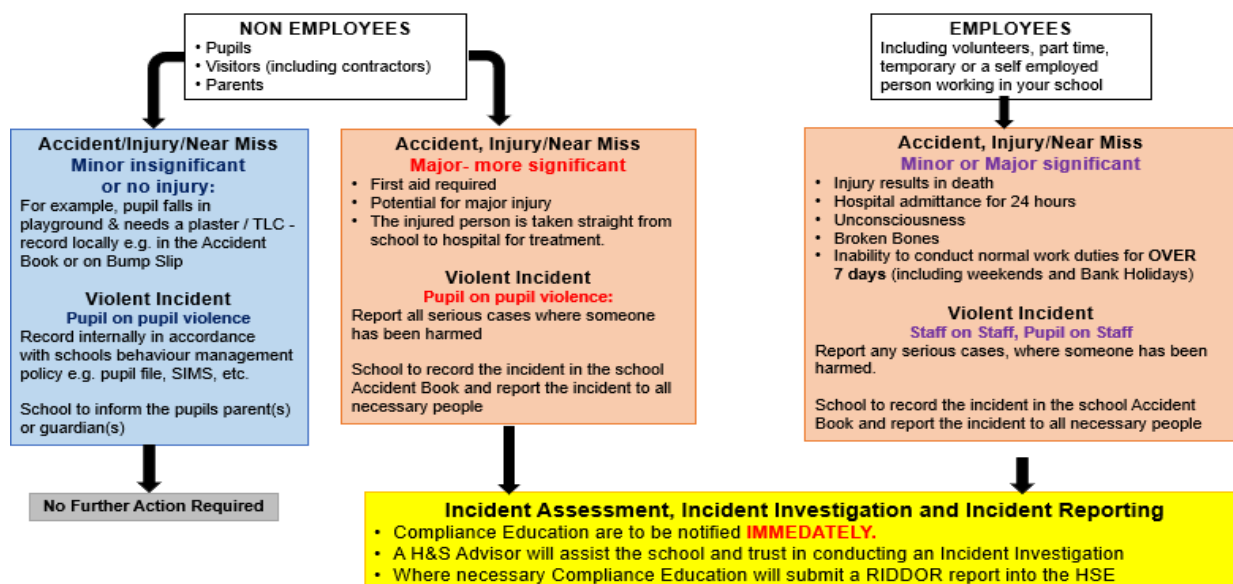 NON EMPLOYEES
• Pupils
• Visitors (including contractors)
• Parents
EMPLOYEES
Including volunteers, part time,
temporary or a self employed
person working in your school
Accident/Injury/Near Miss
Minor insignificant
or no injury:
For example, pupil falls in
playground & needs a plaster / TLC -
record locally e.g. in the Accident
Book or on Bump Slip
Violent Incident
Pupil on pupil violence
Record internally in accordance
with schools behaviour management
policy e.g. pupil file, SIMS, etc.
School to inform the pupils parent(s)
or guardian(s)
No Further Action Required
Accident, Injury/Near Miss
Major- more significant
• First aid required
• Potential for major injury
• The injured person is taken straight from
school to hospital for treatment.
Violent Incident
Pupil on pupil violence:
Report all serious cases where someone
has been harmed
School to record the incident in the school
Accident Book and report the incident to all
necessary people
Accident, Injury/Near Miss
Minor or Major significant
• Injury results in death
• Hospital admittance for 24 hours
• Unconsciousness
• Broken Bones
• Inability to conduct normal work duties for OVER
7 days (including weekends and Bank Holidays)
Violent Incident
Staff on Staff, Pupil on Staff
Report any serious cases, where someone has been
harmed.
School to record the incident in the school Accident
Book and report the incident to all necessary people
Incident Assessment, Incident Investigation and Incident Reporting
• Compliance Education are to be notified IMMEDIATELY.
• A H&S Advisor will assist the school and trust in conducting an Incident Investigation
• Where necessary Compliance Education will submit a RIDDOR report into the HSE